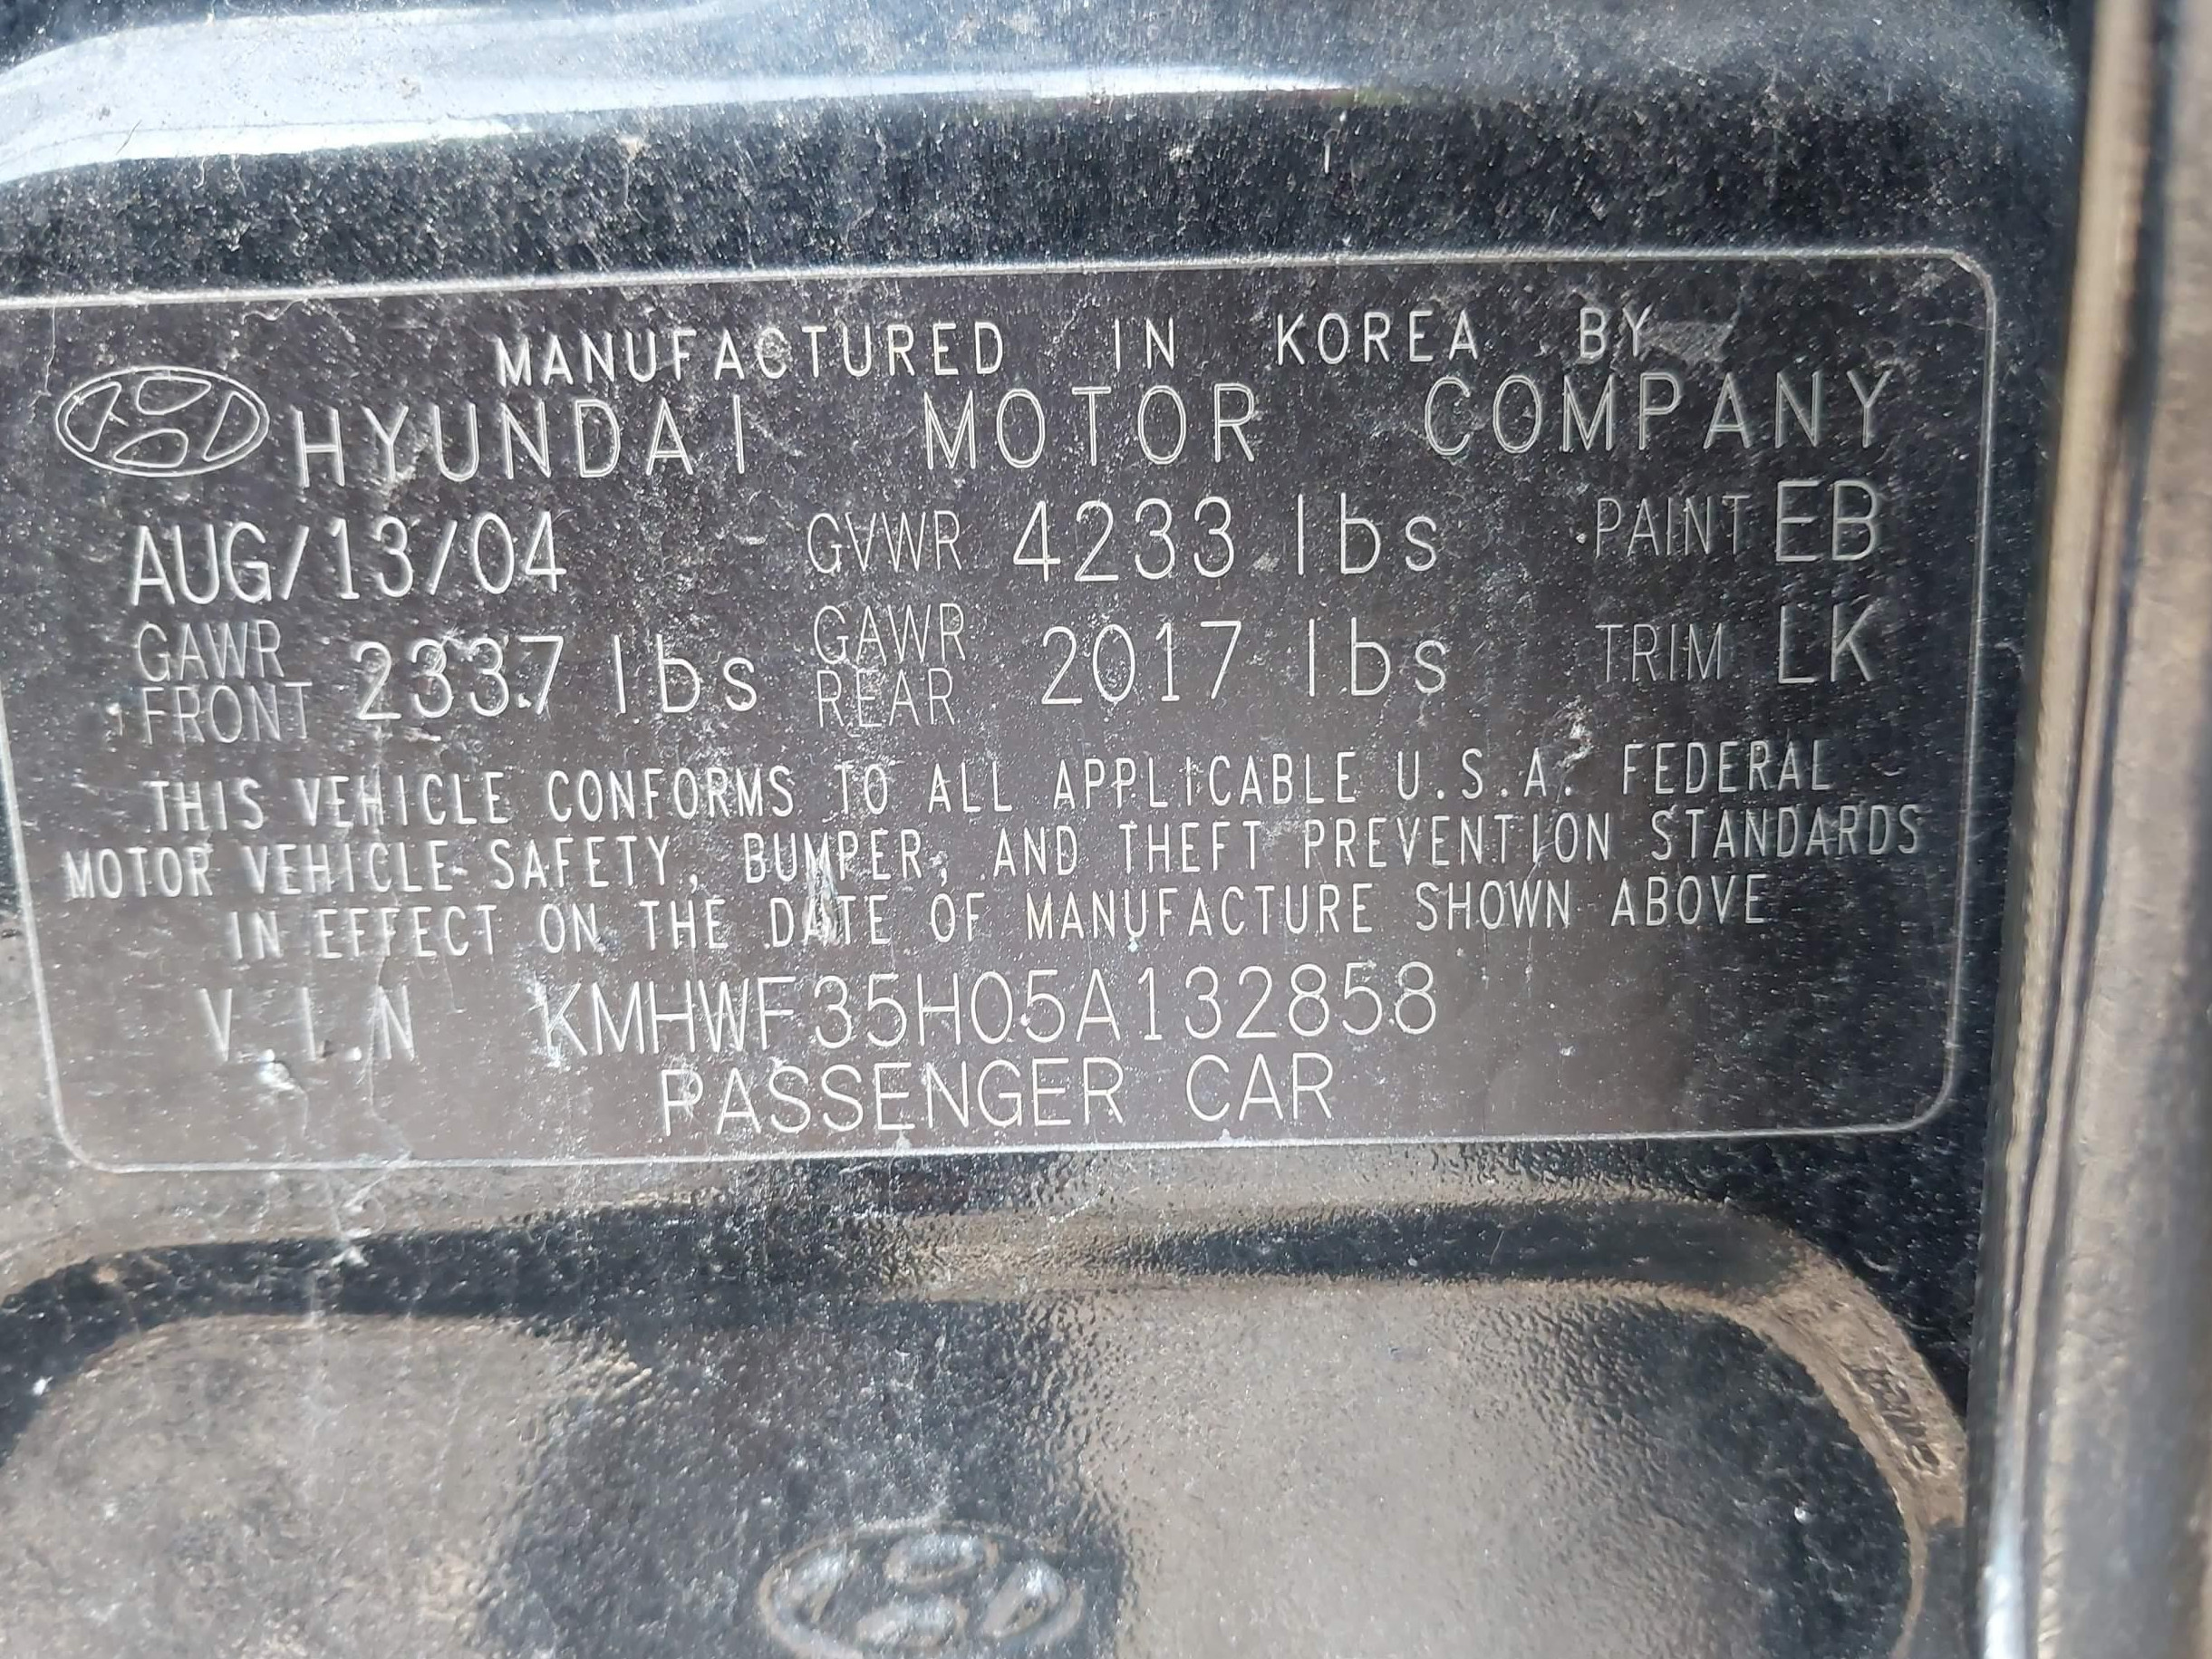 MANUFACTURED IN KOREA BY
HYUNDAI MOTOR COMPANY
AUG/13/04 GVWR 4233 lbs PAINT EB
GAWR FRONT 2337 lbs GAWR REAR 2017 lbs TRIM LK
THIS VEHICLE CONFORMS TO ALL APPLICABLE U.S.A. FEDERAL
MOTOR VEHICLE SAFETY, BUMPER, AND THEFT PREVENTION STANDARDS
IN EFFECT ON THE DATE OF MANUFACTURE SHOWN ABOVE
V.I.N KMHWF35H05A132858
PASSENGER CAR